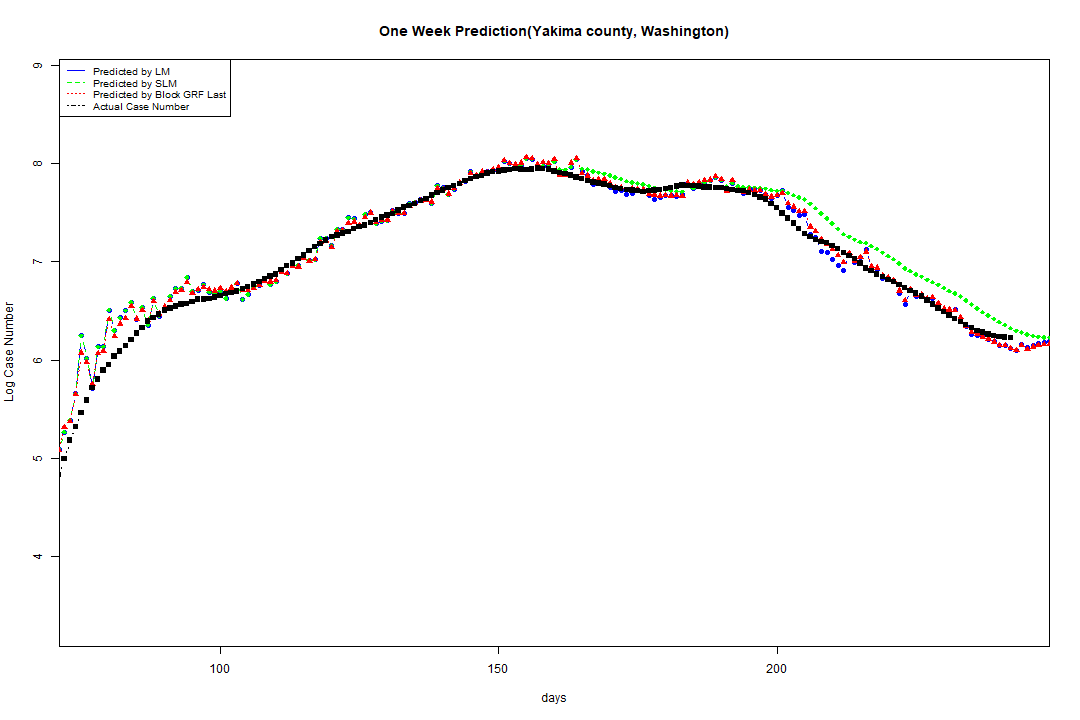 One Week Prediction(Yakima county, Washington)
Predicted by LM
Predicted by SLM
Predicted by Block GRF Last
Actual Case Number
9
8
7
6
5
4
Log Case Number
100
150
200
days